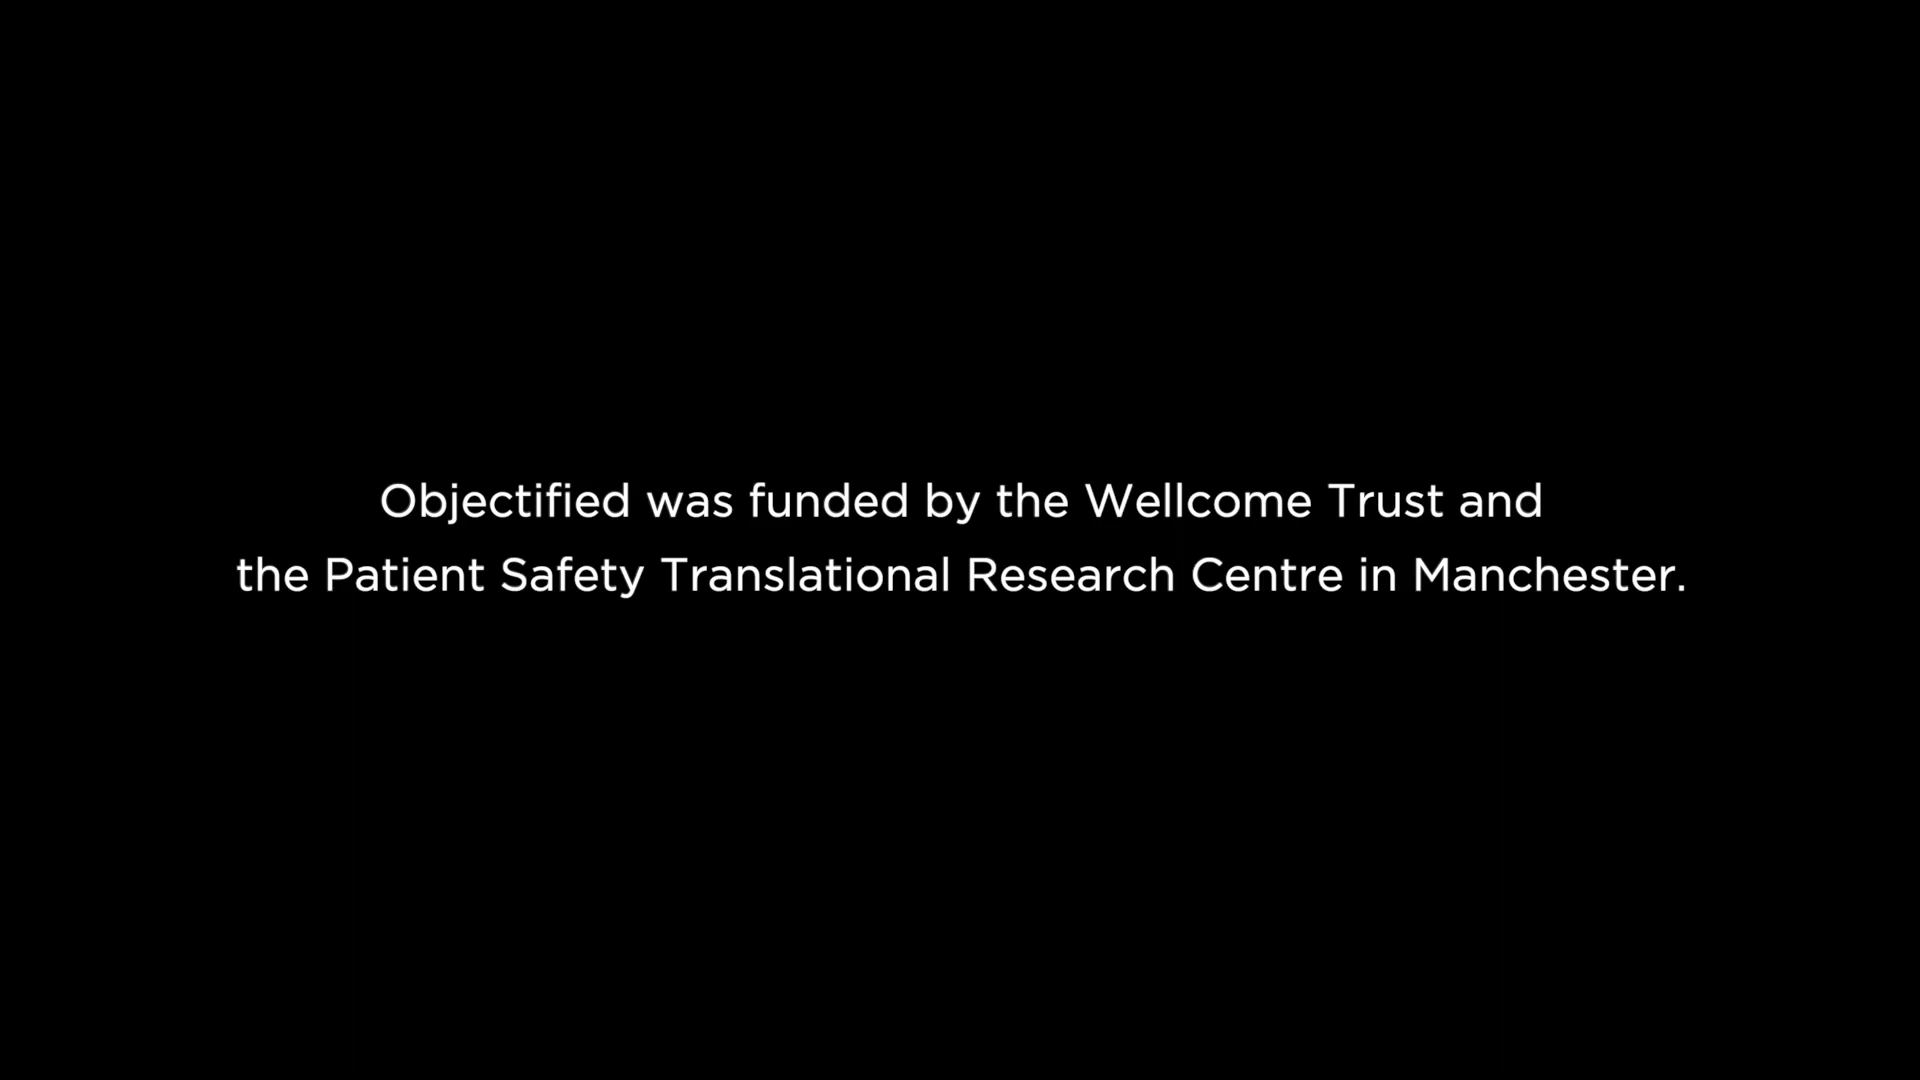 Objectified was funded by the Wellcome Trust and
the Patient Safety Translational Research Centre in Manchester.